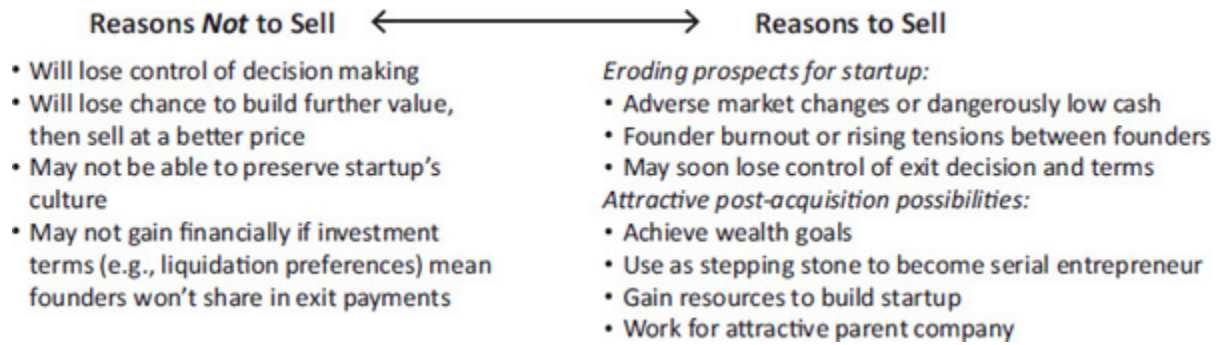 Reasons Not to Sell ⟷ Reasons to Sell
• Will lose control of decision making
• Will lose chance to build further value,
then sell at a better price
• May not be able to preserve startup's
culture
• May not gain financially if investment
terms (e.g., liquidation preferences) mean
founders won't share in exit payments
Eroding prospects for startup:
• Adverse market changes or dangerously low cash
• Founder burnout or rising tensions between founders
• May soon lose control of exit decision and terms
Attractive post-acquisition possibilities:
• Achieve wealth goals
• Use as stepping stone to become serial entrepreneur
• Gain resources to build startup
• Work for attractive parent company